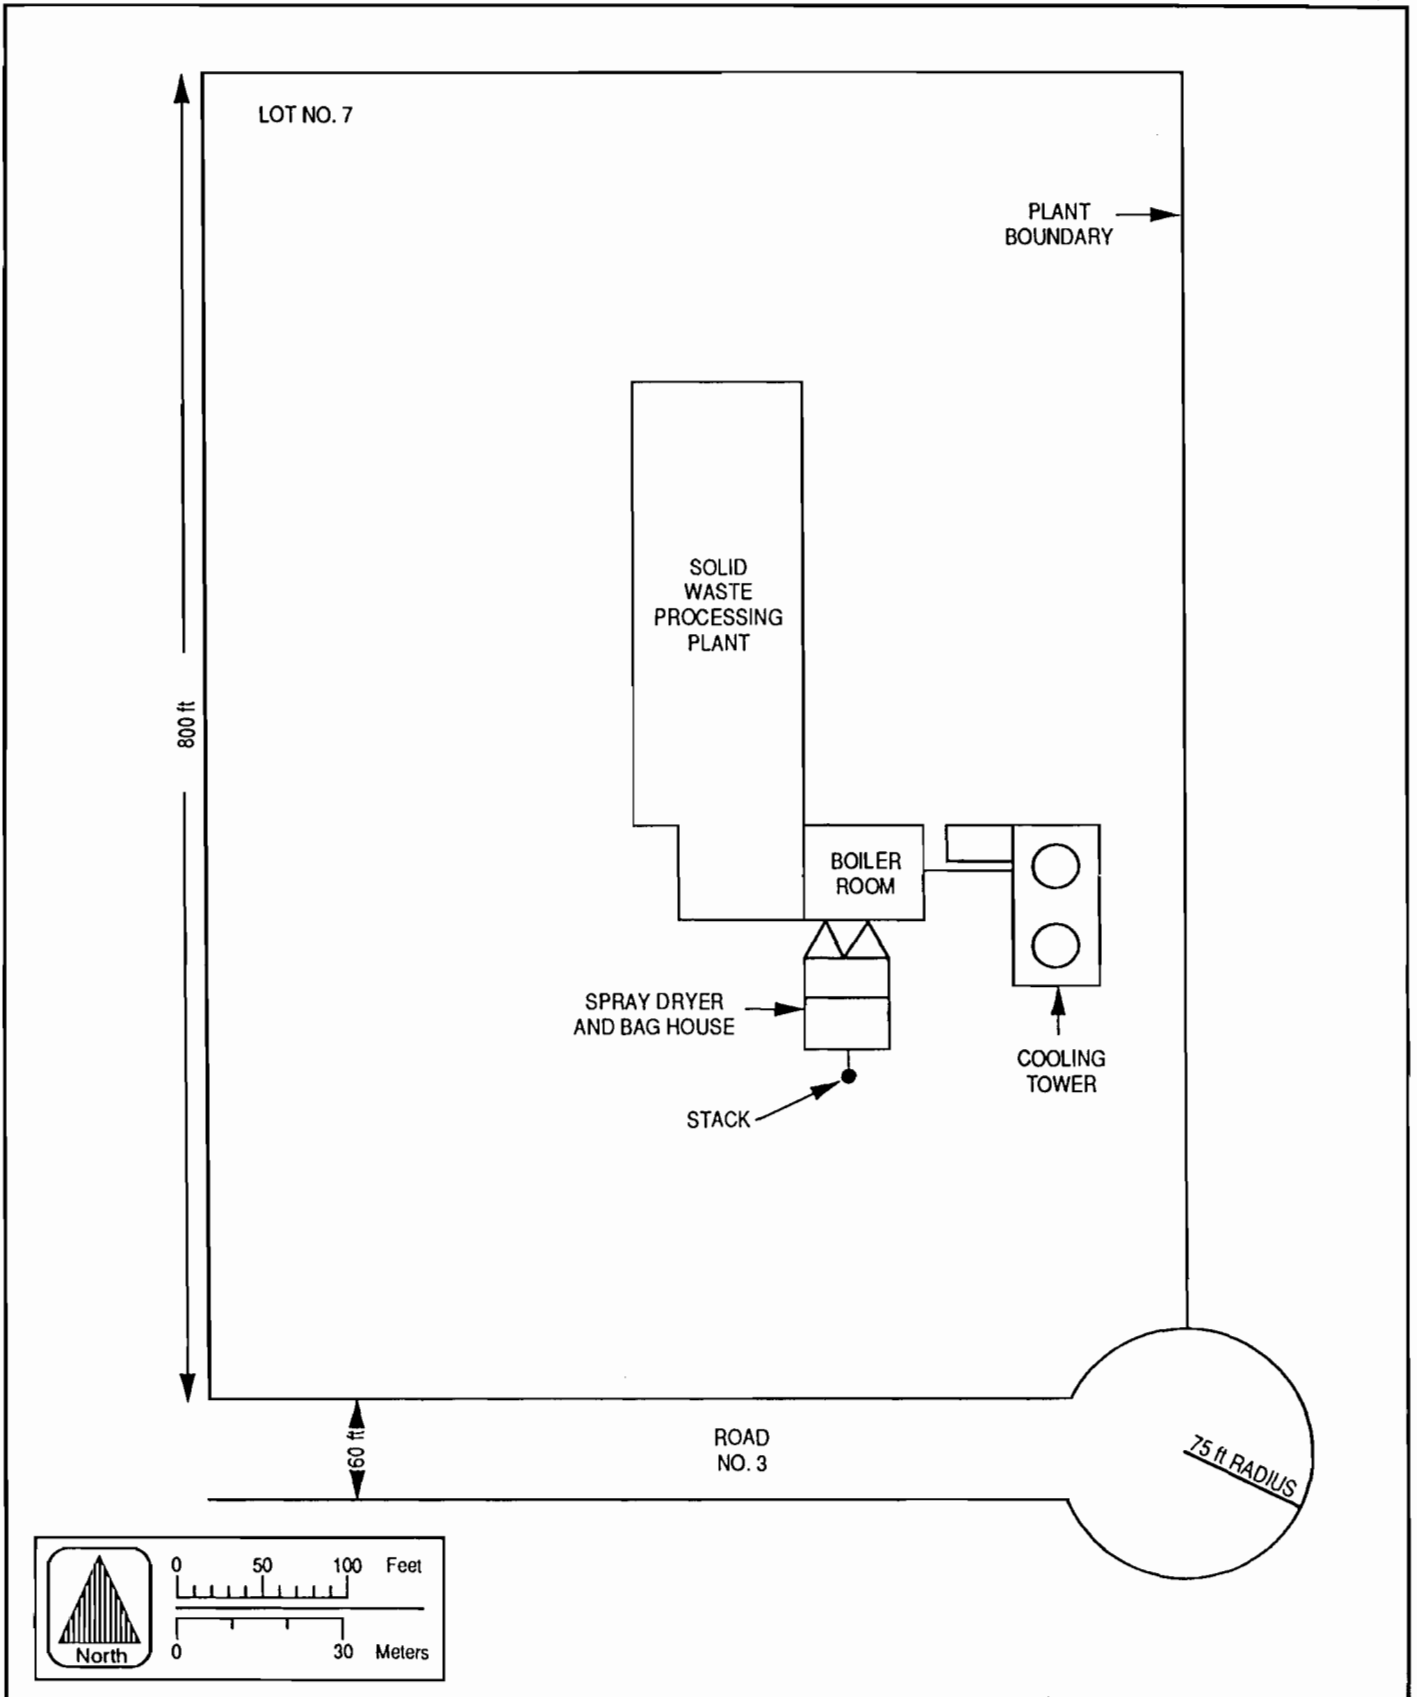 LOT NO. 7
PLANT
BOUNDARY
800 ft
SOLID
WASTE
PROCESSING
PLANT
BOILER
ROOM
SPRAY DRYER
AND BAG HOUSE
COOLING
TOWER
STACK
60 ft
ROAD
NO. 3
75 ft RADIUS
0 50 100 Feet
0 30 Meters
North